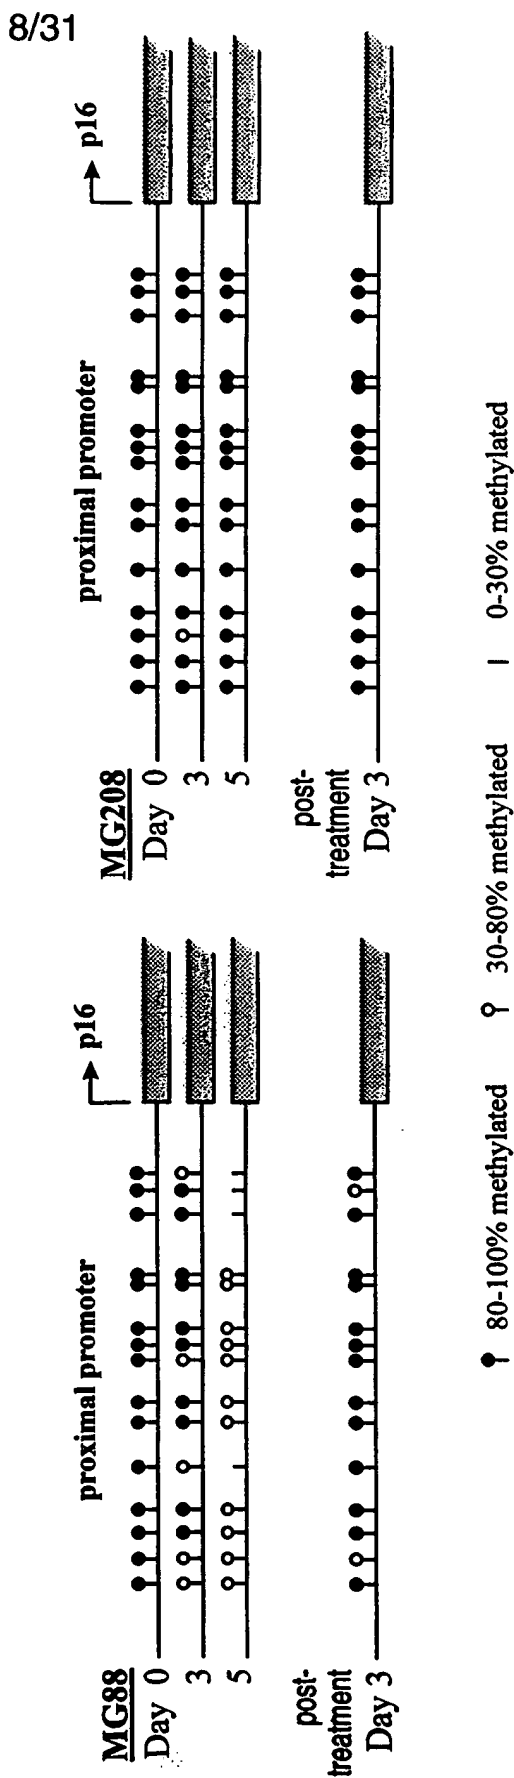 8/31
MG88
Day 0
3
5
post-
treatment
Day 3
proximal promoter
p16
MG208
Day 0
3
5
post-
treatment
Day 3
proximal promoter
p16
80-100% methylated
30-80% methylated
0-30% methylated